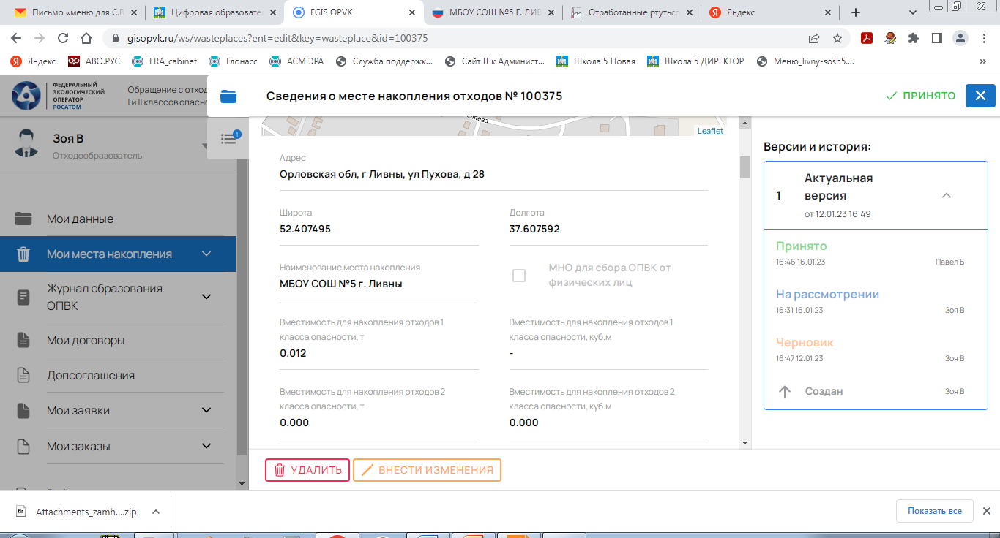 Письмо «меню для С.В
Цифровая образовател
FGIS OPVK
МБОУ СОШ №5 Г. ЛИВ
Отработанные ртутьсо
Яндекс
gisopvk.ru/ws/wasteplaces?ent=edit&key=wasteplace&id=100375
Яндекс
АВО.РУС
ERA_cabinet
Глонасс
АСМ ЭРА
Служба поддержк...
Сайт Шк Админист...
Школа 5 Новая
Школа 5 ДИРЕКТОР
Меню_livny-sosh5....
ФЕДЕРАЛЬНЫЙ
ЭКОЛОГИЧЕСКИЙ
ОПЕРАТОР
РОСАТОМ
Обращение с отход
I и II классов опаснос
Сведения о месте накопления отходов № 100375
ПРИНЯТО
Зоя В
Отходообразователь
1
Мои данные
Мои места накопления
Журнал образования
ОПВК
Мои договоры
Допсоглашения
Мои заявки
Мои заказы
Leaflet
Адрес
Орловская обл, г Ливны, ул Пухова, д 28
Широта
52.407495
Долгота
37.607592
Наименование места накопления
МБОУ СОШ №5 г. Ливны
МНО для сбора ОПВК от
физических лиц
Вместимость для накопления отходов 1
класса опасности, т
0.012
Вместимость для накопления отходов 1
класса опасности, куб.м
-
Вместимость для накопления отходов 2
класса опасности, т
0.000
Вместимость для накопления отходов 2
класса опасности, куб.м
0.000
УДАЛИТЬ
ВНЕСТИ ИЗМЕНЕНИЯ
Версии и история:
1
Актуальная
версия
от 12.01.23 16:49
Принято
16:46 16.01.23 Павел Б
На рассмотрении
16:31 16.01.23 Зоя В
Черновик
16:47 12.01.23 Зоя В
Создан Зоя В
Attachments_zamh....zip
Показать все